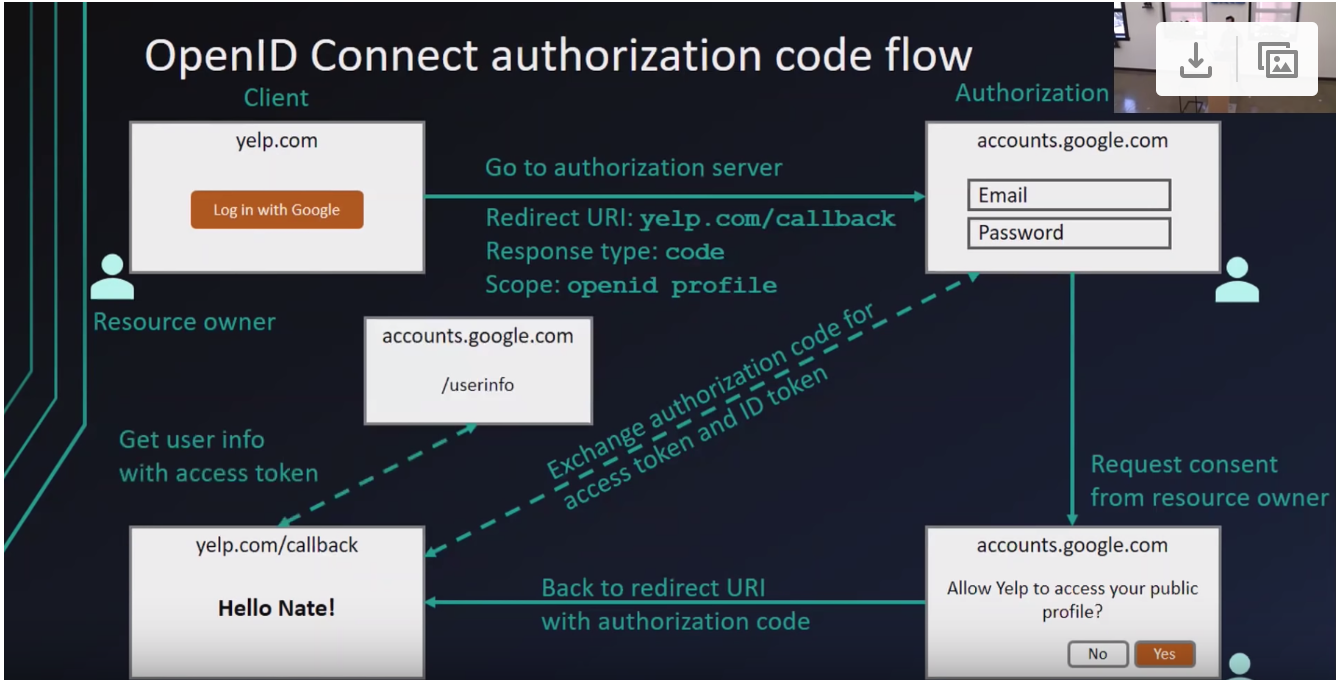 OpenID Connect authorization code flow
Client
Authorization
yelp.com
Log in with Google
Go to authorization server
Redirect URI: yelp.com/callback
Response type: code
Scope: openid profile
accounts.google.com
Email
Password
Resource owner
accounts.google.com
/userinfo
Exchange authorization code for
access token and ID token
Get user info
with access token
Request consent
from resource owner
yelp.com/callback
Hello Nate!
Back to redirect URI
with authorization code
accounts.google.com
Allow Yelp to access your public
profile?
No
Yes